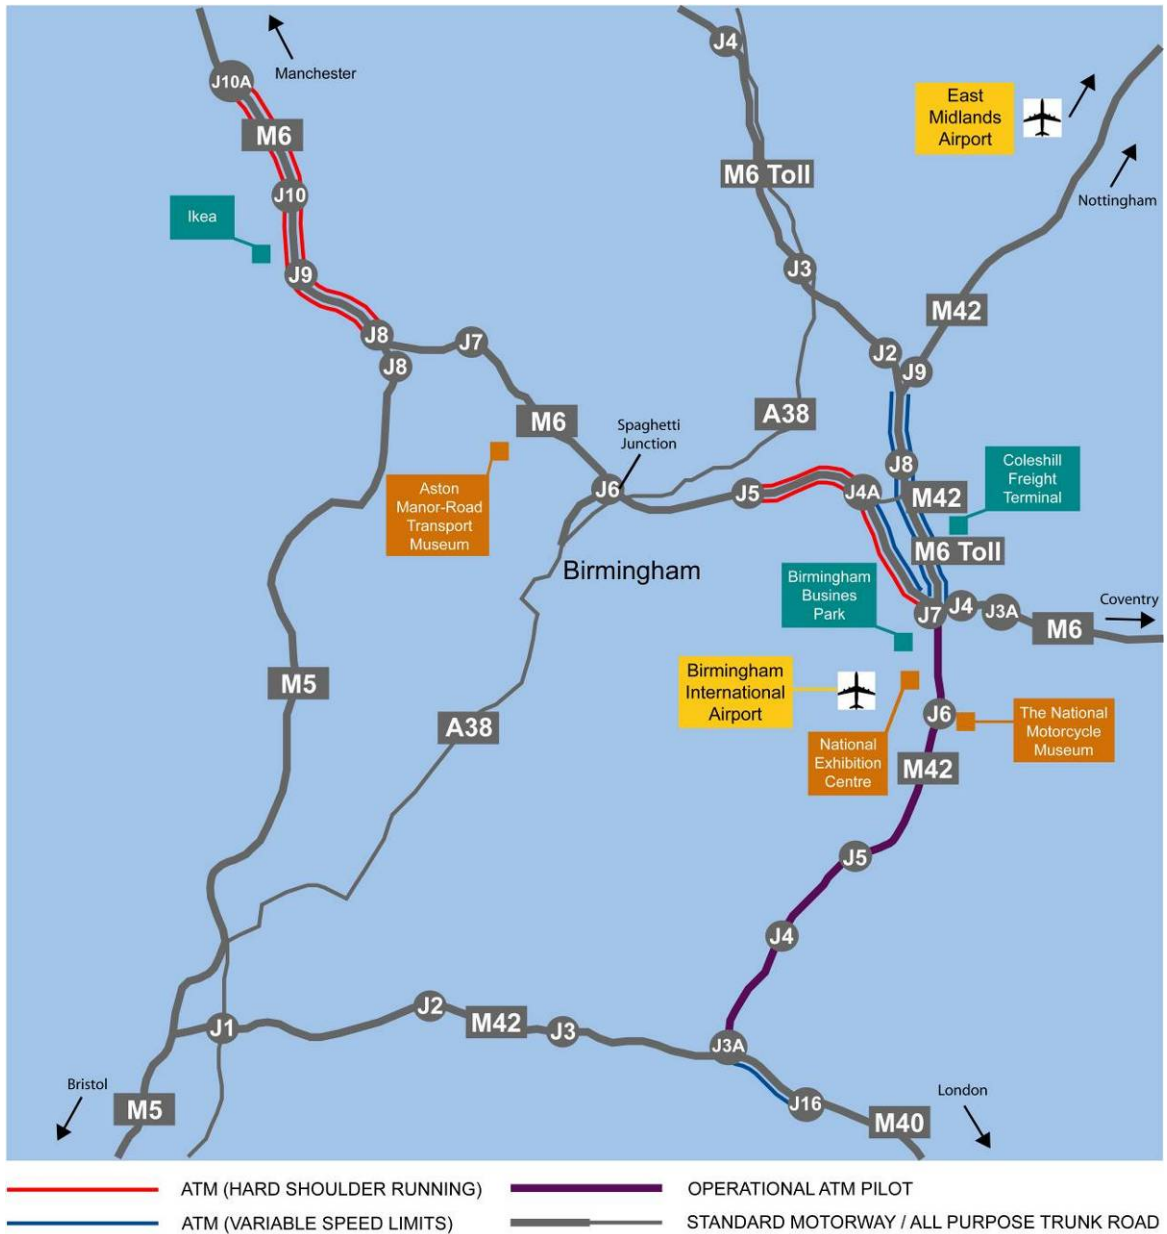 J10A
Manchester
M6
J10
Ikea
J9
J8
J8
J7
M6
Spaghetti
Junction
J6
Aston
Manor-Road
Transport
Museum
Birmingham
J4
M6 Toll
J3
A38
J2
J9
M42
East
Midlands
Airport
Nottingham
J5
J4A
J8
M42
Coleshill
Freight
Terminal
M6 Toll
Birmingham
Busines
Park
J7
J4
J3A
M6
Coventry
Birmingham
International
Airport
National
Exhibition
Centre
J6
The National
Motorcycle
Museum
M42
M5
A38
J5
J4
J1
J2
M42
J3
J3A
J16
M40
London
Bristol
M5
ATM (HARD SHOULDER RUNNING)
OPERATIONAL ATM PILOT
ATM (VARIABLE SPEED LIMITS)
STANDARD MOTORWAY / ALL PURPOSE TRUNK ROAD